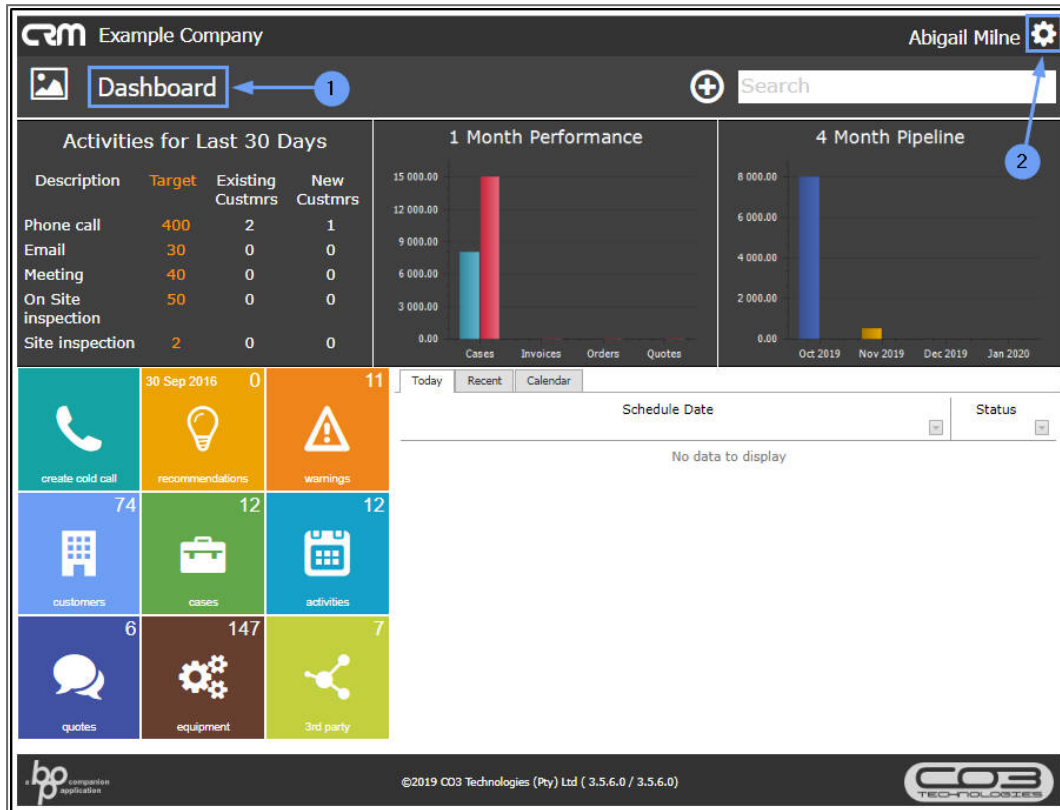 CRM Example Company
Abigail Milne
Dashboard
1
Search
2
Activities for Last 30 Days
Description Target Existing Custmrs New Custmrs
Phone call 400 2 1
Email 30 0 0
Meeting 40 0 0
On Site inspection 50 0 0
Site inspection 2 0 0
1 Month Performance
15 000.00
12 000.00
9 000.00
6 000.00
3 000.00
0.00
Cases Invoices Orders Quotes
4 Month Pipeline
8 000.00
6 000.00
4 000.00
2 000.00
0.00
Oct 2019 Nov 2019 Dec 2019 Jan 2020
create cold call
30 Sep 2016 0
recommendations
11
warnings
74
customers
12
cases
12
activities
6
quotes
147
equipment
7
3rd party
Today Recent Calendar
Schedule Date Status
No data to display
a bpo companion application
©2019 CO3 Technologies (Pty) Ltd ( 3.5.6.0 / 3.5.6.0)
CO3
TECHNOLOGIES